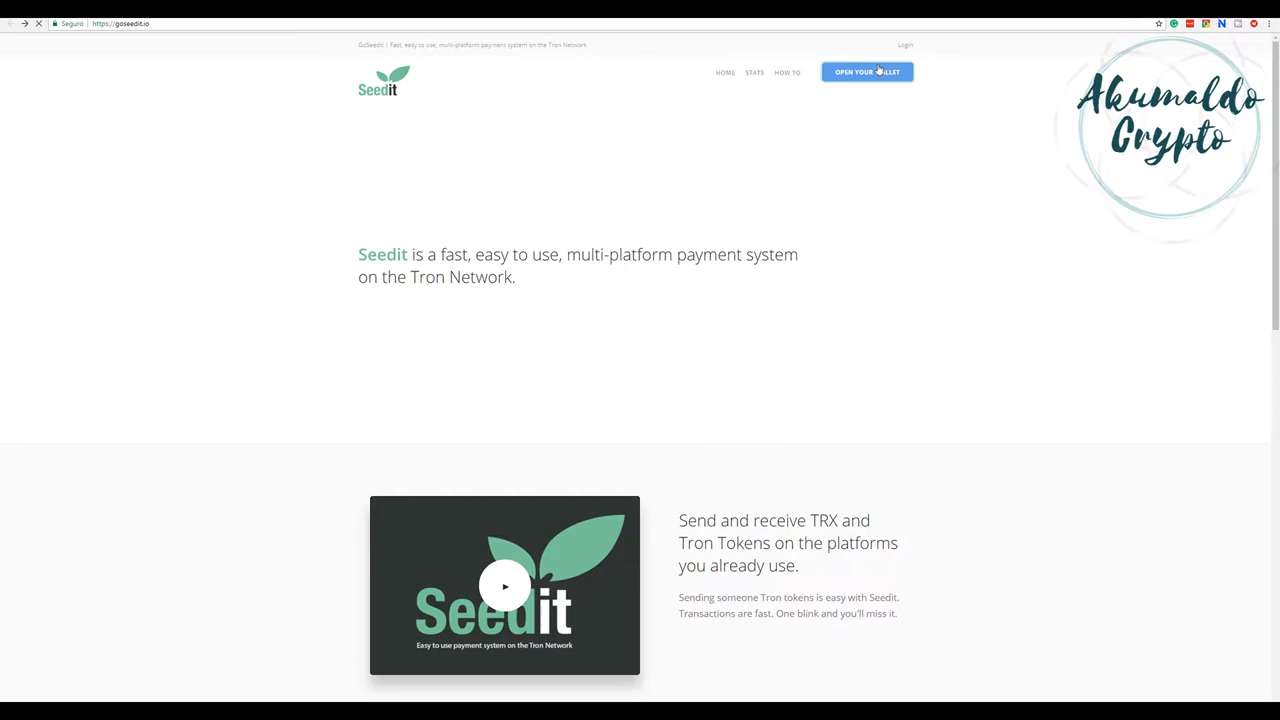 Seguro
https://goseedit.io
GoSeedit | Fast, easy to use, multi-platform payment system on the Tron Network
Login
Seedit
HOME
STATS
HOW TO
OPEN YOUR
Akumaldo
Crypto
Seedit is a fast, easy to use, multi-platform payment system
on the Tron Network.
Seedit
Easy to use payment system on the Tron Network
Send and receive TRX and
Tron Tokens on the platforms
you already use.
Sending someone Tron tokens is easy with Seedit.
Transactions are fast. One blink and you'll miss it.